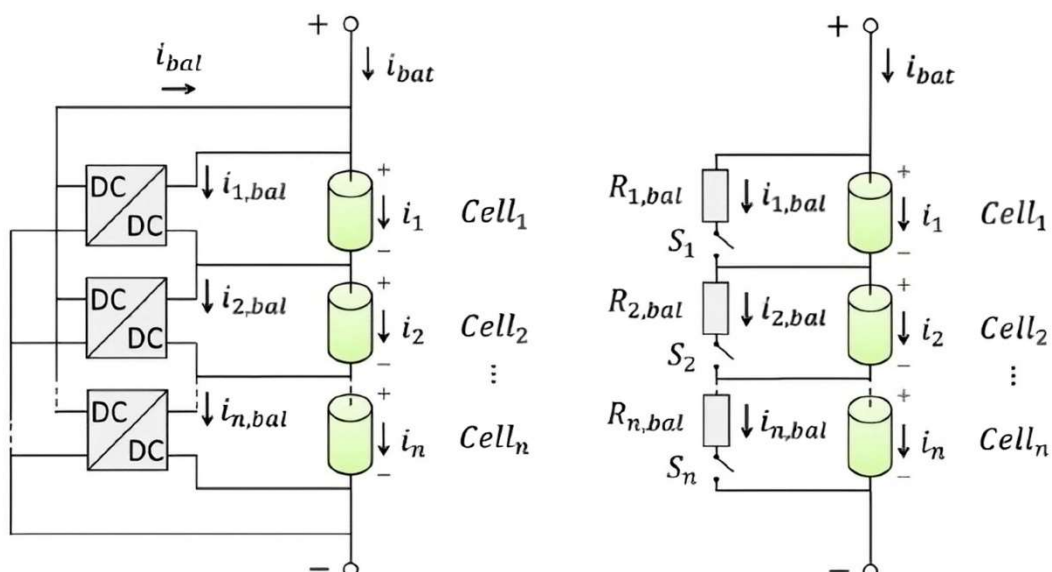 +
i_bat
i_bal
DC
DC
i_1,bal
+
i_1
−
Cell_1
DC
DC
i_2,bal
+
i_2
−
Cell_2
⋮
DC
DC
i_n,bal
+
i_n
−
Cell_n
−
+
i_bat
R_1,bal
i_1,bal
S_1
+
i_1
−
Cell_1
R_2,bal
i_2,bal
S_2
+
i_2
−
Cell_2
⋮
R_n,bal
i_n,bal
S_n
+
i_n
−
Cell_n
−